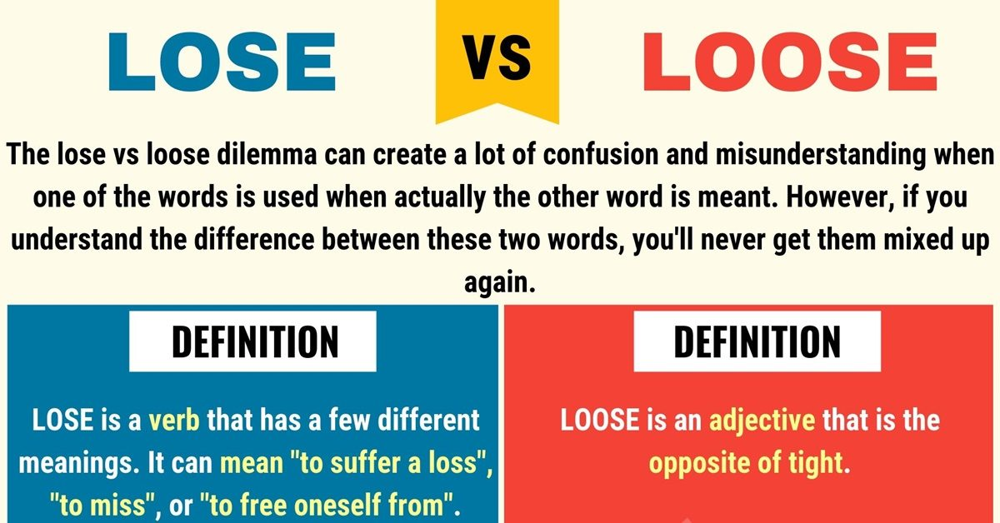 LOSE VS LOOSE
The lose vs loose dilemma can create a lot of confusion and misunderstanding when
one of the words is used when actually the other word is meant. However, if you
understand the difference between these two words, you'll never get them mixed up
again.
DEFINITION
LOSE is a verb that has a few different
meanings. It can mean "to suffer a loss",
"to miss", or "to free oneself from".
DEFINITION
LOOSE is an adjective that is the
opposite of tight.